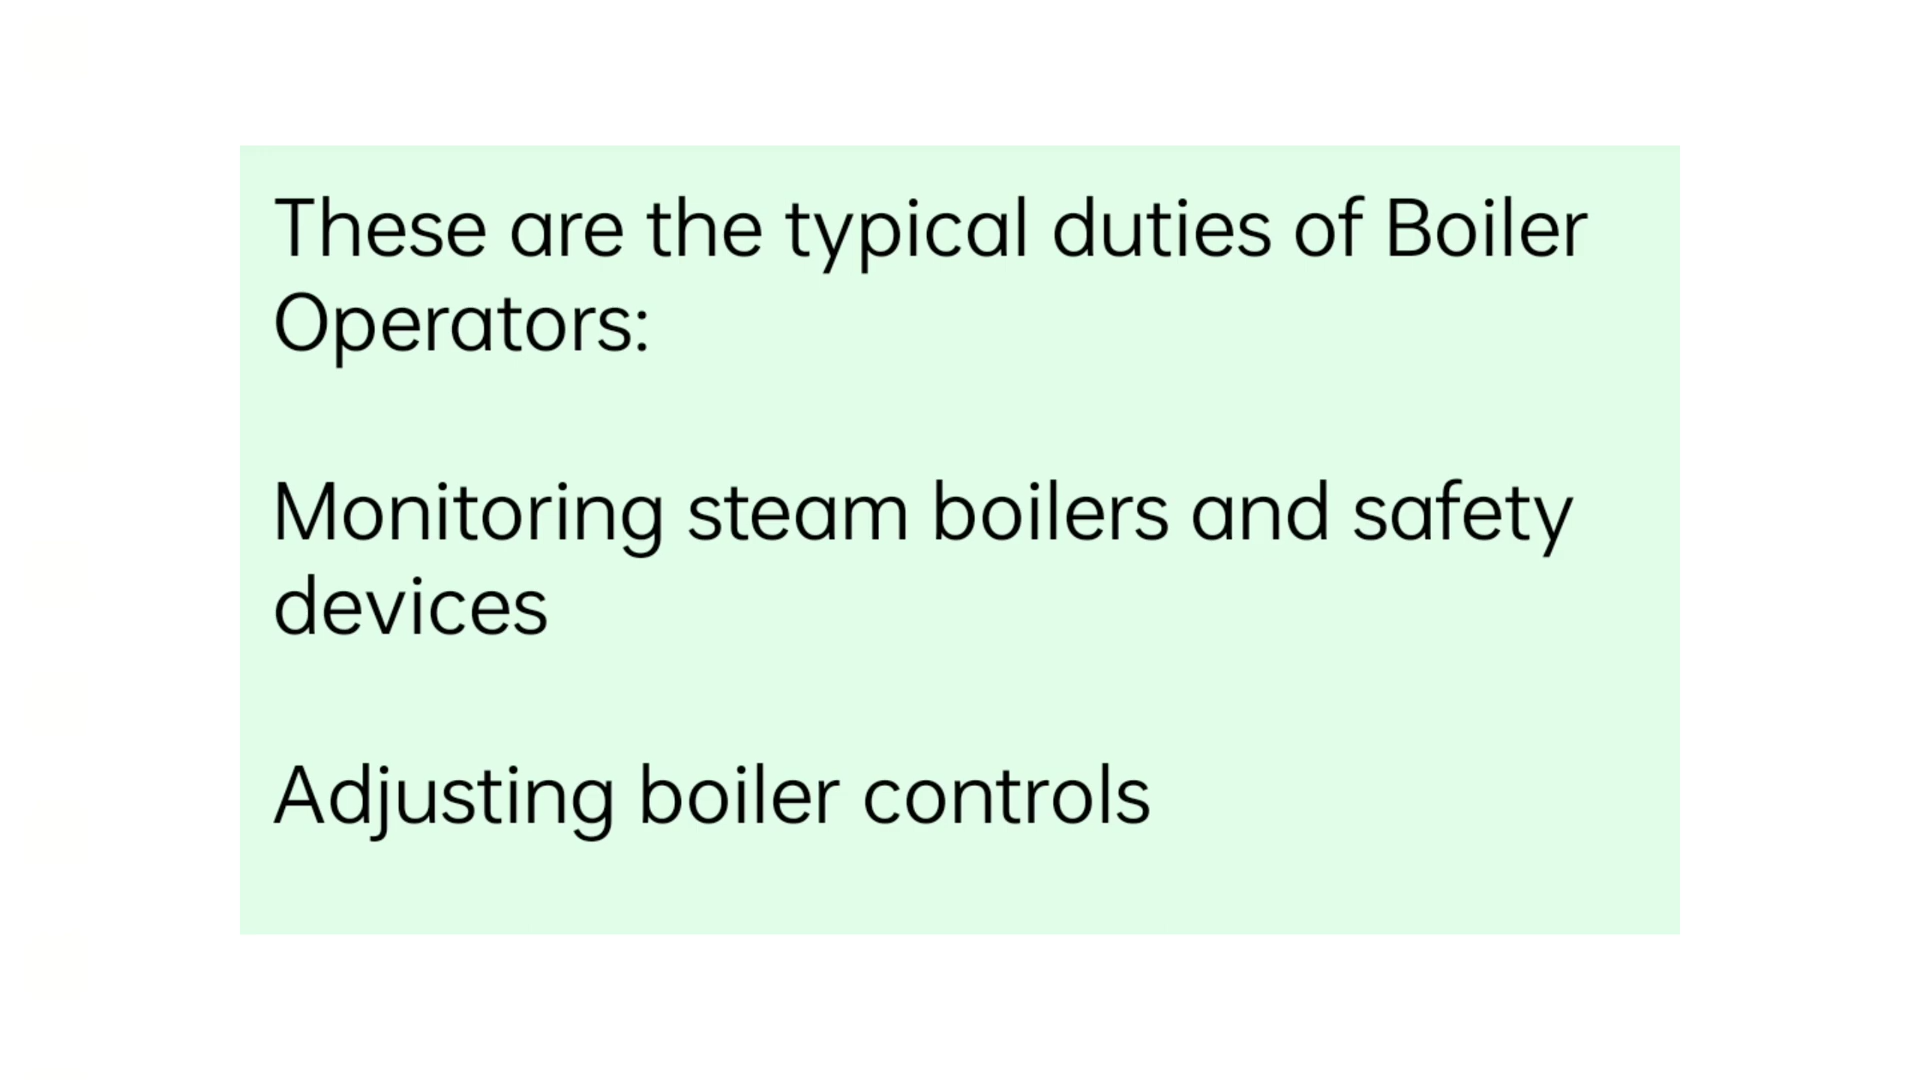 These are the typical duties of Boiler
Operators:
Monitoring steam boilers and safety
devices
Adjusting boiler controls